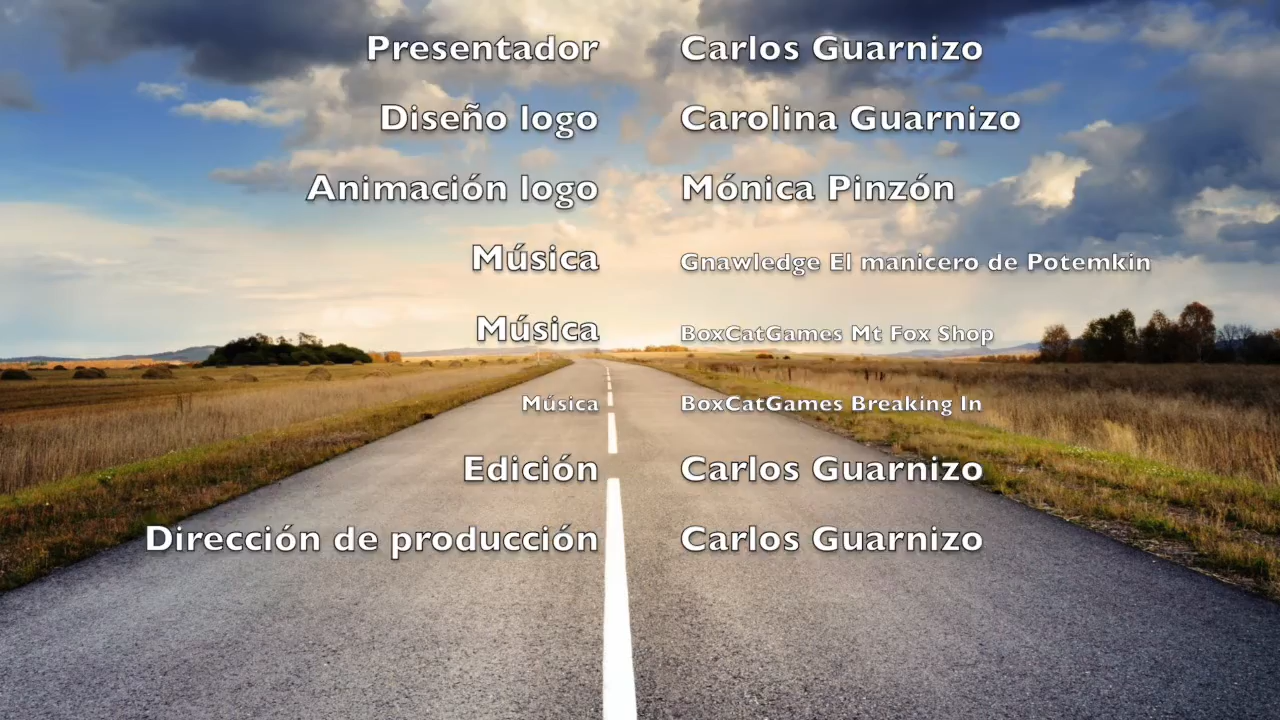 Presentador Carlos Guarnizo
Diseño logo Carolina Guarnizo
Animación logo Mónica Pinzón
Música Gnawledge El manicero de Potemkin
Música BoxCatGames Mt Fox Shop
Música BoxCatGames Breaking In
Edición Carlos Guarnizo
Dirección de producción Carlos Guarnizo